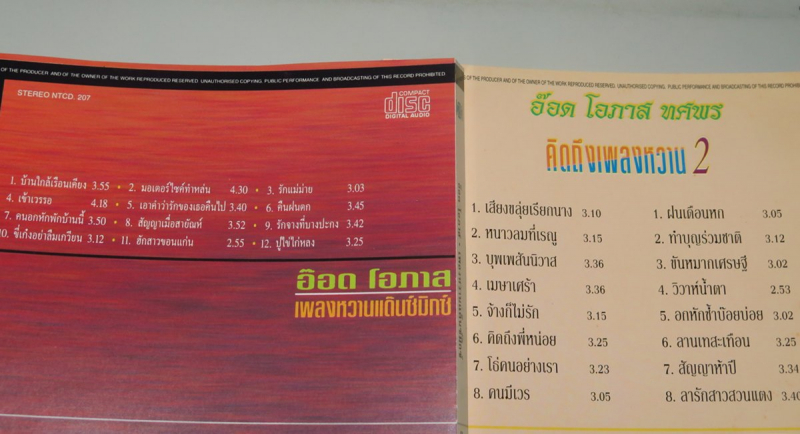 OF THE PRODUCER AND OF THE OWNER OF THE WORK REPRODUCED RESERVED. UNAUTHORISED COPYING, PUBLIC PERFORMANCE AND BROADCASTING OF THIS RECORD PROHIBITED
STEREO NTCD. 207
COMPACT
disc
DIGITAL AUDIO
1. บ้านใกล้เรือนเคียง 3.55 • 2. มอเตอร์ไซค์ทำหล่น 4.30 • 3. รักแม่ม่าย 3.03
4. เข้าเวรรอ 4.18 • 5. เอาคำว่ารักของเธอคืนไป 3.40 • 6. คืนฝนตก 3.45
7. คนอกหักพักบ้านนี้ 3.50 • 8. สัญญาเมื่อสายัณห์ 3.52 • 9. รักจางที่บางปะกง 3.42
10. ขี้เก๋งอย่าลืมเกวียน 3.12 • 11. ฮักสาวขอนแก่น 2.55 • 12. ปูไข่ไก่หลง 3.25
อ๊อด โอภาส
เพลงหวานแด๊นซ์มิกซ์
OF THE PRODUCER AND OF THE OWNER OF THE WORK REPRODUCED RESERVED. UNAUTHORISED COPYING, PUBLIC PERFORMANCE AND BROADCASTING OF THIS RECORD PROHIBITED
อ๊อด โอภาส ทศพร
คิดถึงเพลงหวาน 2
1. เสียงขลุ่ยเรียกนาง 3.10
2. หนาวลมที่เรณู 3.15
3. บุพเพสันนิวาส 3.36
4. เมษาเศร้า 3.36
5. จ้างก็ไม่รัก 3.15
6. คิดถึงพี่หน่อย 3.25
7. โธ่คนอย่างเรา 3.23
8. คนมีเวร 3.05
1. ฝนเดือนหก 3.05
2. ทำบุญร่วมชาติ 3.12
3. ขันหมากเศรษฐี 3.02
4. วิวาห์น้ำตา 2.53
5. อกหักซ้ำบ๊อยบ่อย 3.02
6. ลานเทสะเทือน 3.25
7. สัญญาห้าปี 3.34
8. ลารักสาวสวนแตง 3.40